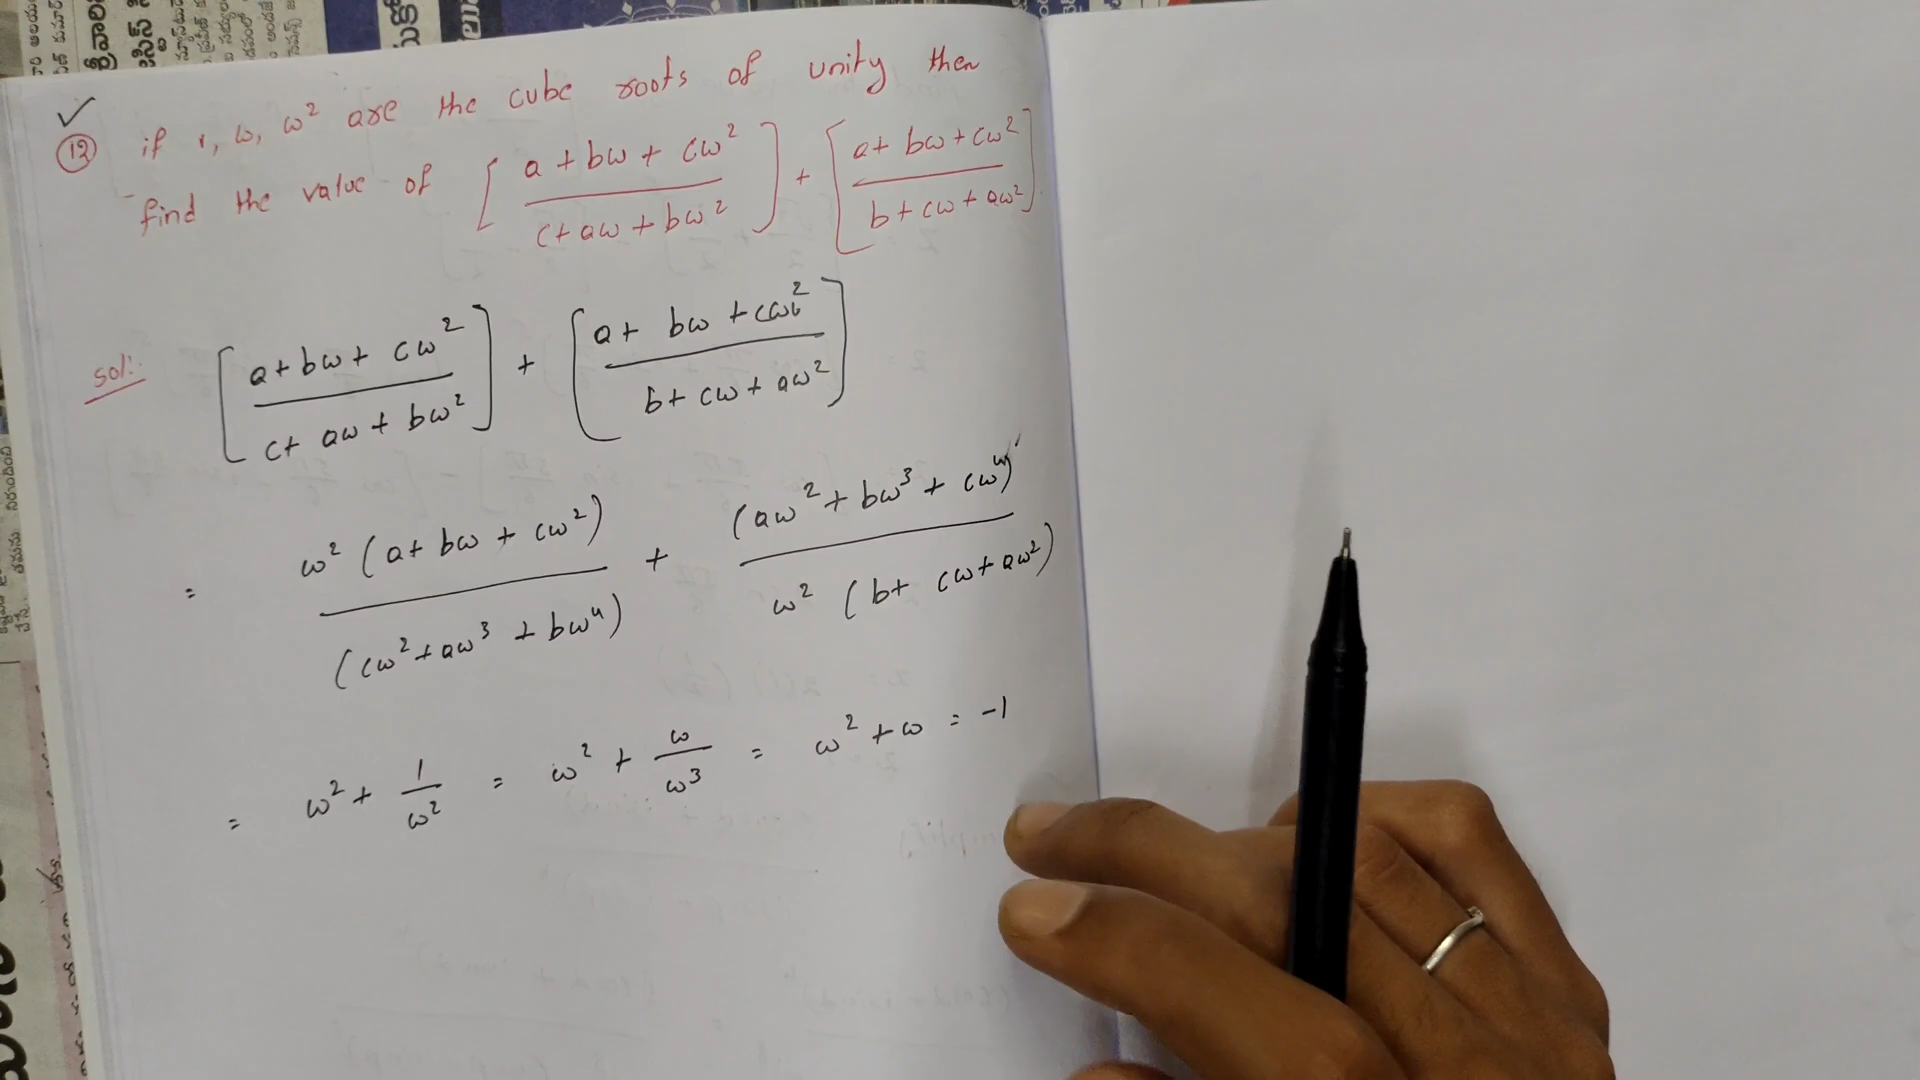 ✓
(12) if 1, ω, ω² are the cube roots of unity then
find the value of [ (a + bω + cω²) / (c + aω + bω²) ] + [ (a + bω + cω²) / (b + cω + aω²) ].
sol:- [ (a + bω + cω²) / (c + aω + bω²) ] + [ (a + bω + cω²) / (b + cω + aω²) ]
= ω² (a + bω + cω²) / (cω² + aω³ + bω⁴) + (aω² + bω³ + cω⁴) / ω² (b + cω + aω²)
= ω² + 1/ω² = ω² + ω/ω³ = ω² + ω = -1